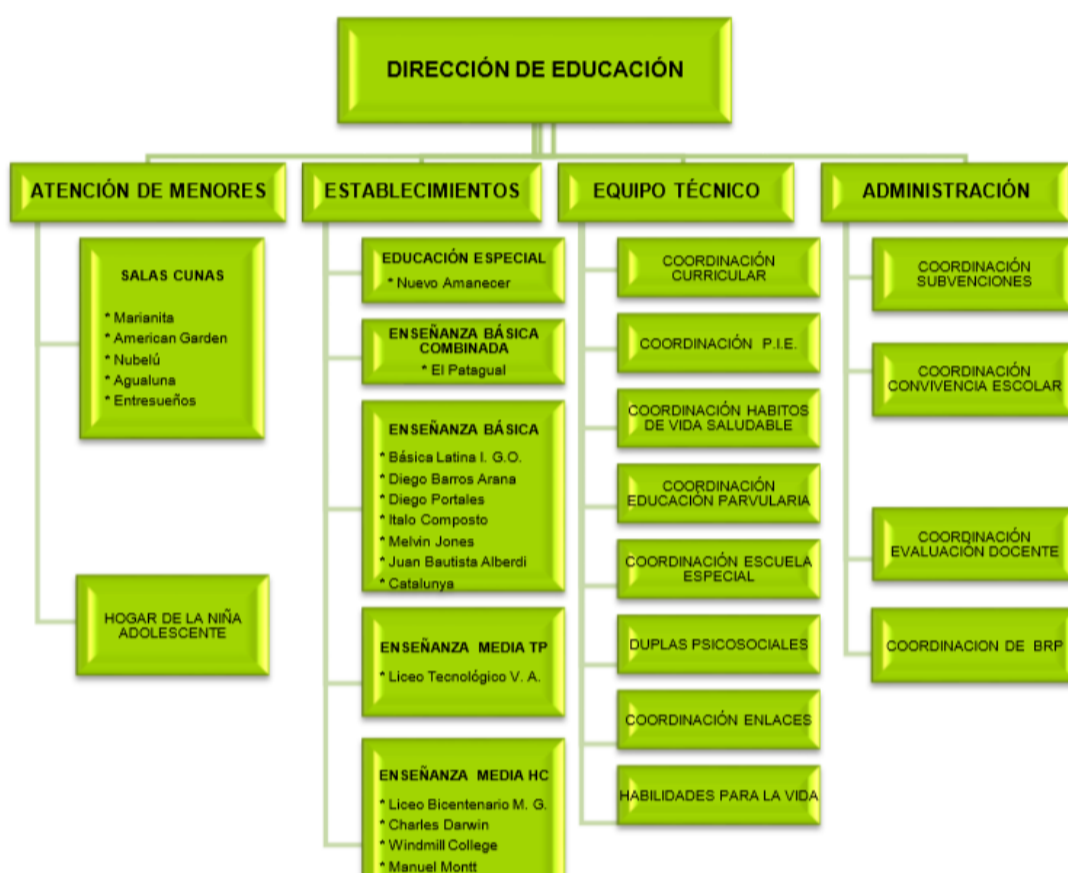 DIRECCIÓN DE EDUCACIÓN
ATENCIÓN DE MENORES
SALAS CUNAS
* Marianita
* American Garden
* Nubelú
* Agualuna
* Entresueños
HOGAR DE LA NIÑA
ADOLESCENTE
ESTABLECIMIENTOS
EDUCACIÓN ESPECIAL
* Nuevo Amanecer
ENSEÑANZA BÁSICA
COMBINADA
* El Patagual
ENSEÑANZA BÁSICA
* Básica Latina I. G.O.
* Diego Barros Arana
* Diego Portales
* Italo Composto
* Melvin Jones
* Juan Bautista Alberdi
* Catalunya
ENSEÑANZA MEDIA TP
* Liceo Tecnológico V. A.
ENSEÑANZA MEDIA HC
* Liceo Bicentenario M. G.
* Charles Darwin
* Windmill College
* Manuel Montt
EQUIPO TÉCNICO
COORDINACIÓN
CURRICULAR
COORDINACIÓN P.I.E.
COORDINACIÓN HABITOS
DE VIDA SALUDABLE
COORDINACIÓN
EDUCACIÓN PARVULARIA
COORDINACIÓN ESCUELA
ESPECIAL
DUPLAS PSICOSOCIALES
COORDINACIÓN ENLACES
HABILIDADES PARA LA VIDA
ADMINISTRACIÓN
COORDINACIÓN
SUBVENCIONES
COORDINACIÓN
CONVIVENCIA ESCOLAR
COORDINACIÓN
EVALUACIÓN DOCENTE
COORDINACION DE BRP